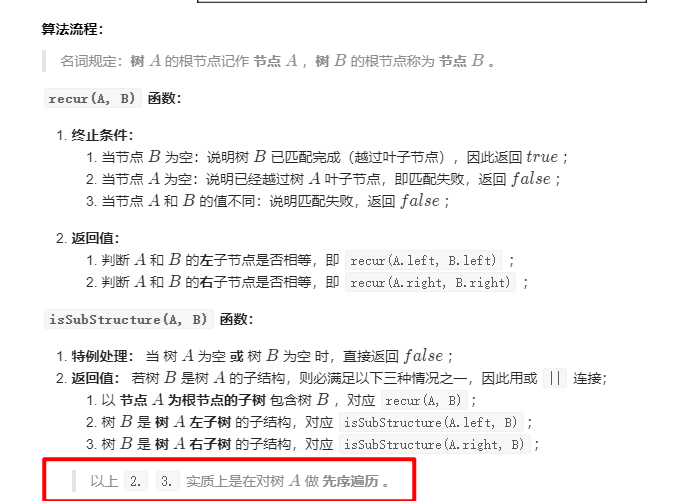 算法流程：
名词规定：树 A 的根节点记作 节点 A ，树 B 的根节点称为 节点 B 。
recur(A, B) 函数：
1. 终止条件：
1. 当节点 B 为空：说明树 B 已匹配完成（越过叶子节点），因此返回 true ；
2. 当节点 A 为空：说明已经越过树 A 叶子节点，即匹配失败，返回 false ；
3. 当节点 A 和 B 的值不同：说明匹配失败，返回 false ；
2. 返回值：
1. 判断 A 和 B 的左子节点是否相等，即 recur(A.left, B.left) ；
2. 判断 A 和 B 的右子节点是否相等，即 recur(A.right, B.right) ；
isSubStructure(A, B) 函数：
1. 特例处理： 当 树 A 为空 或 树 B 为空 时，直接返回 false ；
2. 返回值： 若树 B 是树 A 的子结构，则必满足以下三种情况之一，因此用或 || 连接；
1. 以 节点 A 为根节点的子树 包含树 B ，对应 recur(A, B)；
2. 树 B 是 树 A 左子树 的子结构，对应 isSubStructure(A.left, B)；
3. 树 B 是 树 A 右子树 的子结构，对应 isSubStructure(A.right, B)；
以上 2. 3. 实质上是在对树 A 做 先序遍历 。